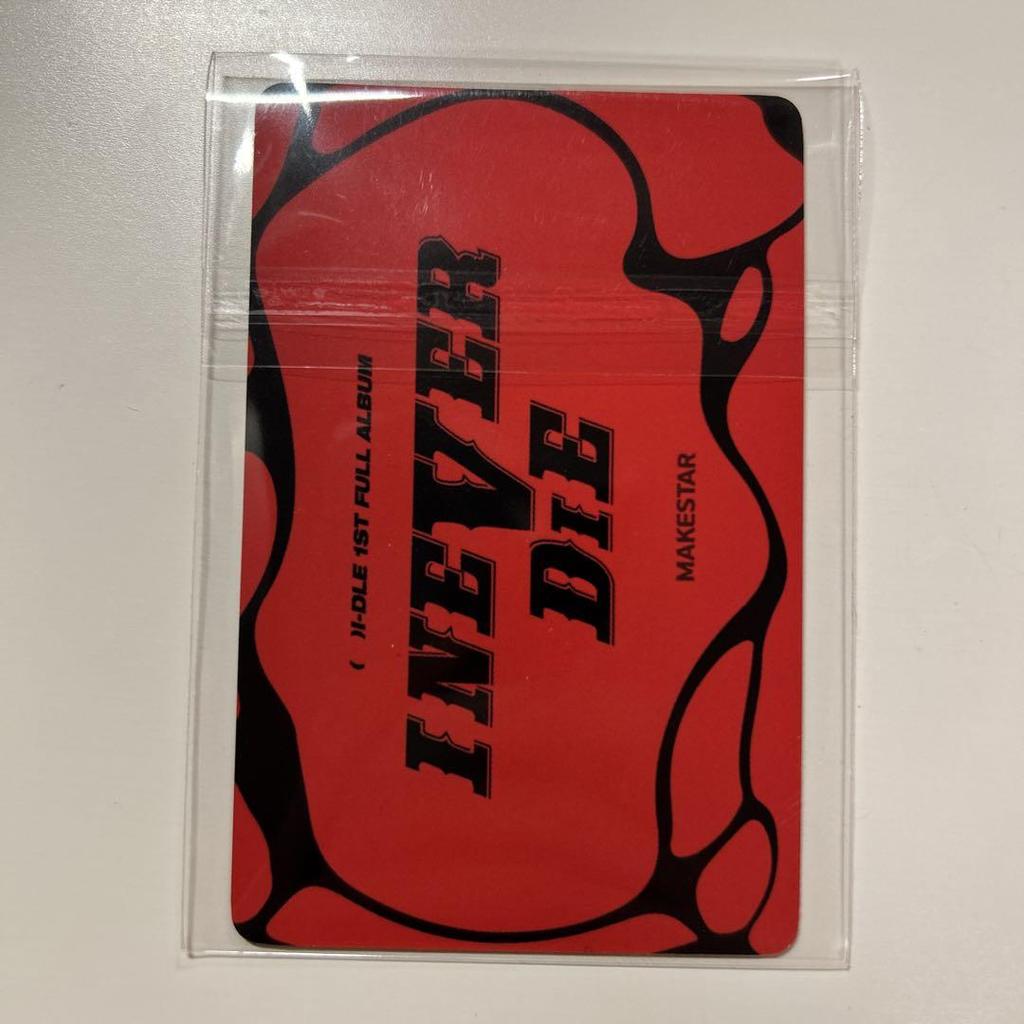 ( )I-DLE 1ST FULL ALBUM
I NEVER
DIE
MAKESTAR